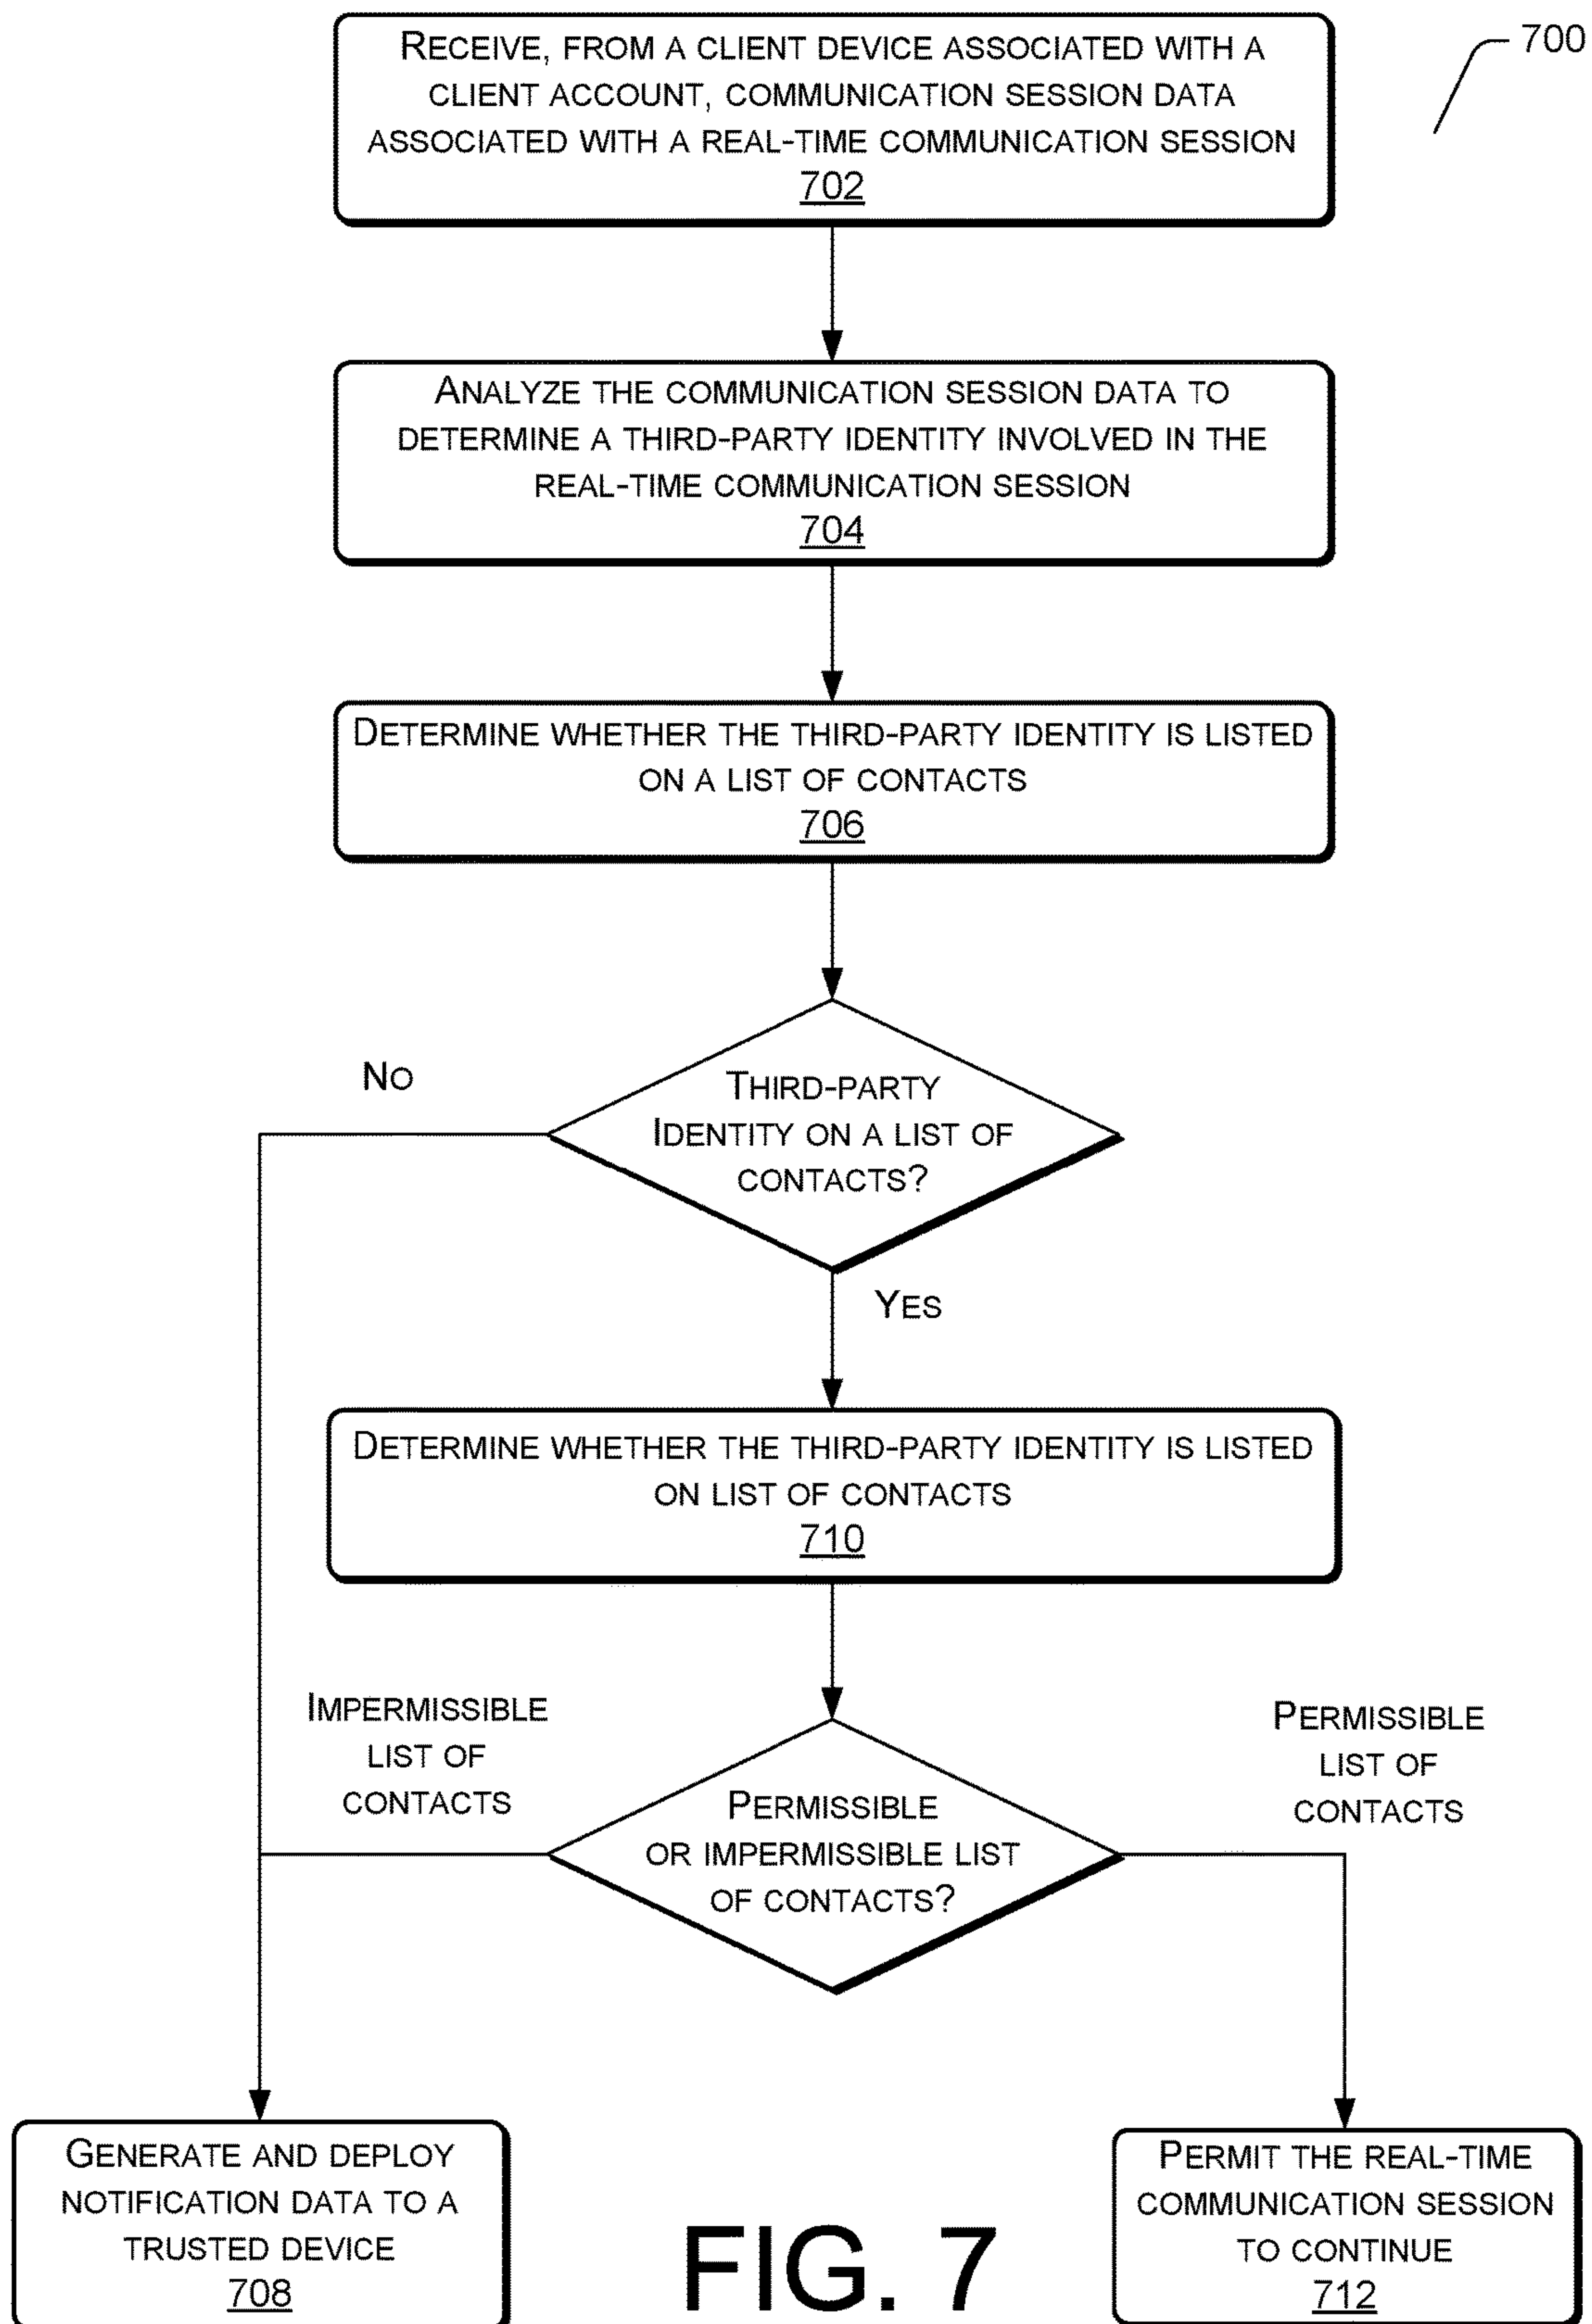 RECEIVE, FROM A CLIENT DEVICE ASSOCIATED WITH A
CLIENT ACCOUNT, COMMUNICATION SESSION DATA
ASSOCIATED WITH A REAL-TIME COMMUNICATION SESSION
702
700
ANALYZE THE COMMUNICATION SESSION DATA TO
DETERMINE A THIRD-PARTY IDENTITY INVOLVED IN THE
REAL-TIME COMMUNICATION SESSION
704
DETERMINE WHETHER THE THIRD-PARTY IDENTITY IS LISTED
ON A LIST OF CONTACTS
706
NO
THIRD-PARTY
IDENTITY ON A LIST OF
CONTACTS?
YES
DETERMINE WHETHER THE THIRD-PARTY IDENTITY IS LISTED
ON LIST OF CONTACTS
710
IMPERMISSIBLE
LIST OF
CONTACTS
PERMISSIBLE
OR IMPERMISSIBLE LIST
OF CONTACTS?
PERMISSIBLE
LIST OF
CONTACTS
GENERATE AND DEPLOY
NOTIFICATION DATA TO A
TRUSTED DEVICE
708
FIG. 7
PERMIT THE REAL-TIME
COMMUNICATION SESSION
TO CONTINUE
712